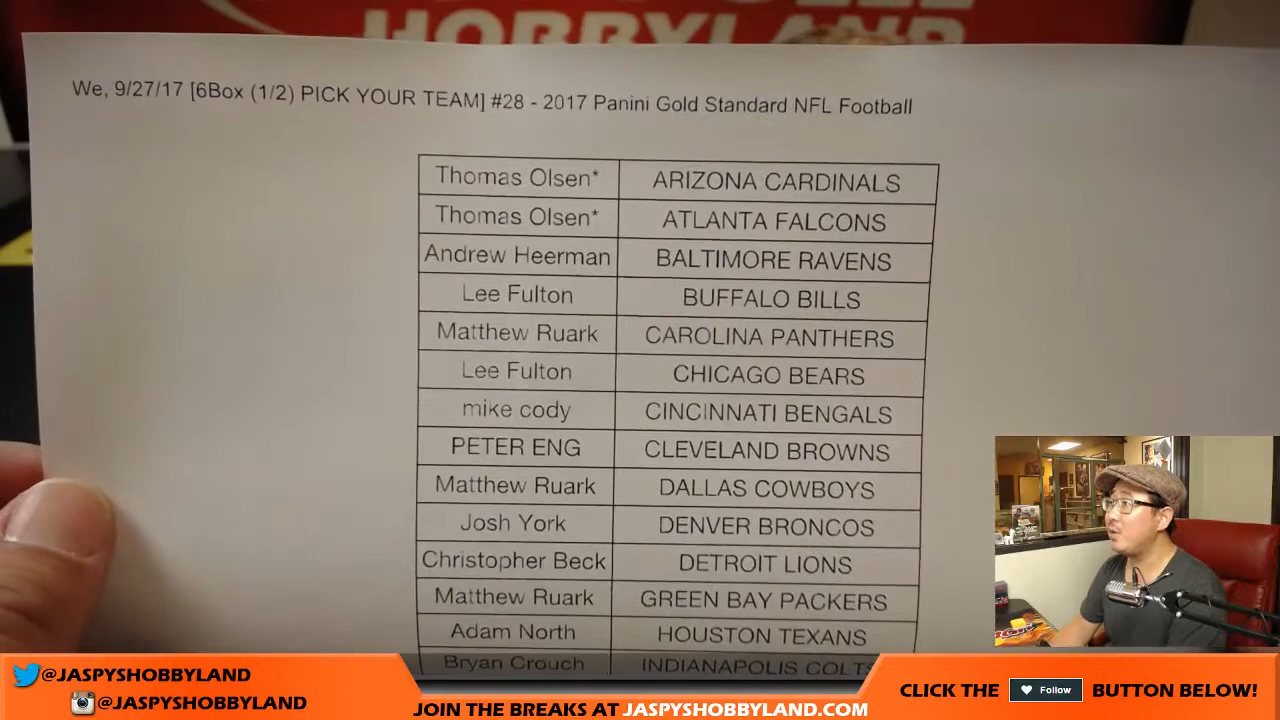 HOBBYLAND
We, 9/27/17 [6Box (1/2) PICK YOUR TEAM] #28 - 2017 Panini Gold Standard NFL Football
Thomas Olsen* ARIZONA CARDINALS
Thomas Olsen* ATLANTA FALCONS
Andrew Heerman BALTIMORE RAVENS
Lee Fulton BUFFALO BILLS
Matthew Ruark CAROLINA PANTHERS
Lee Fulton CHICAGO BEARS
mike cody CINCINNATI BENGALS
PETER ENG CLEVELAND BROWNS
Matthew Ruark DALLAS COWBOYS
Josh York DENVER BRONCOS
Christopher Beck DETROIT LIONS
Matthew Ruark GREEN BAY PACKERS
Adam North HOUSTON TEXANS
Bryan Crouch INDIANAPOLIS COLTS
@JASPYSHOBBYLAND
@JASPYSHOBBYLAND
JOIN THE BREAKS AT JASPYSHOBBYLAND.COM
CLICK THE Follow BUTTON BELOW!